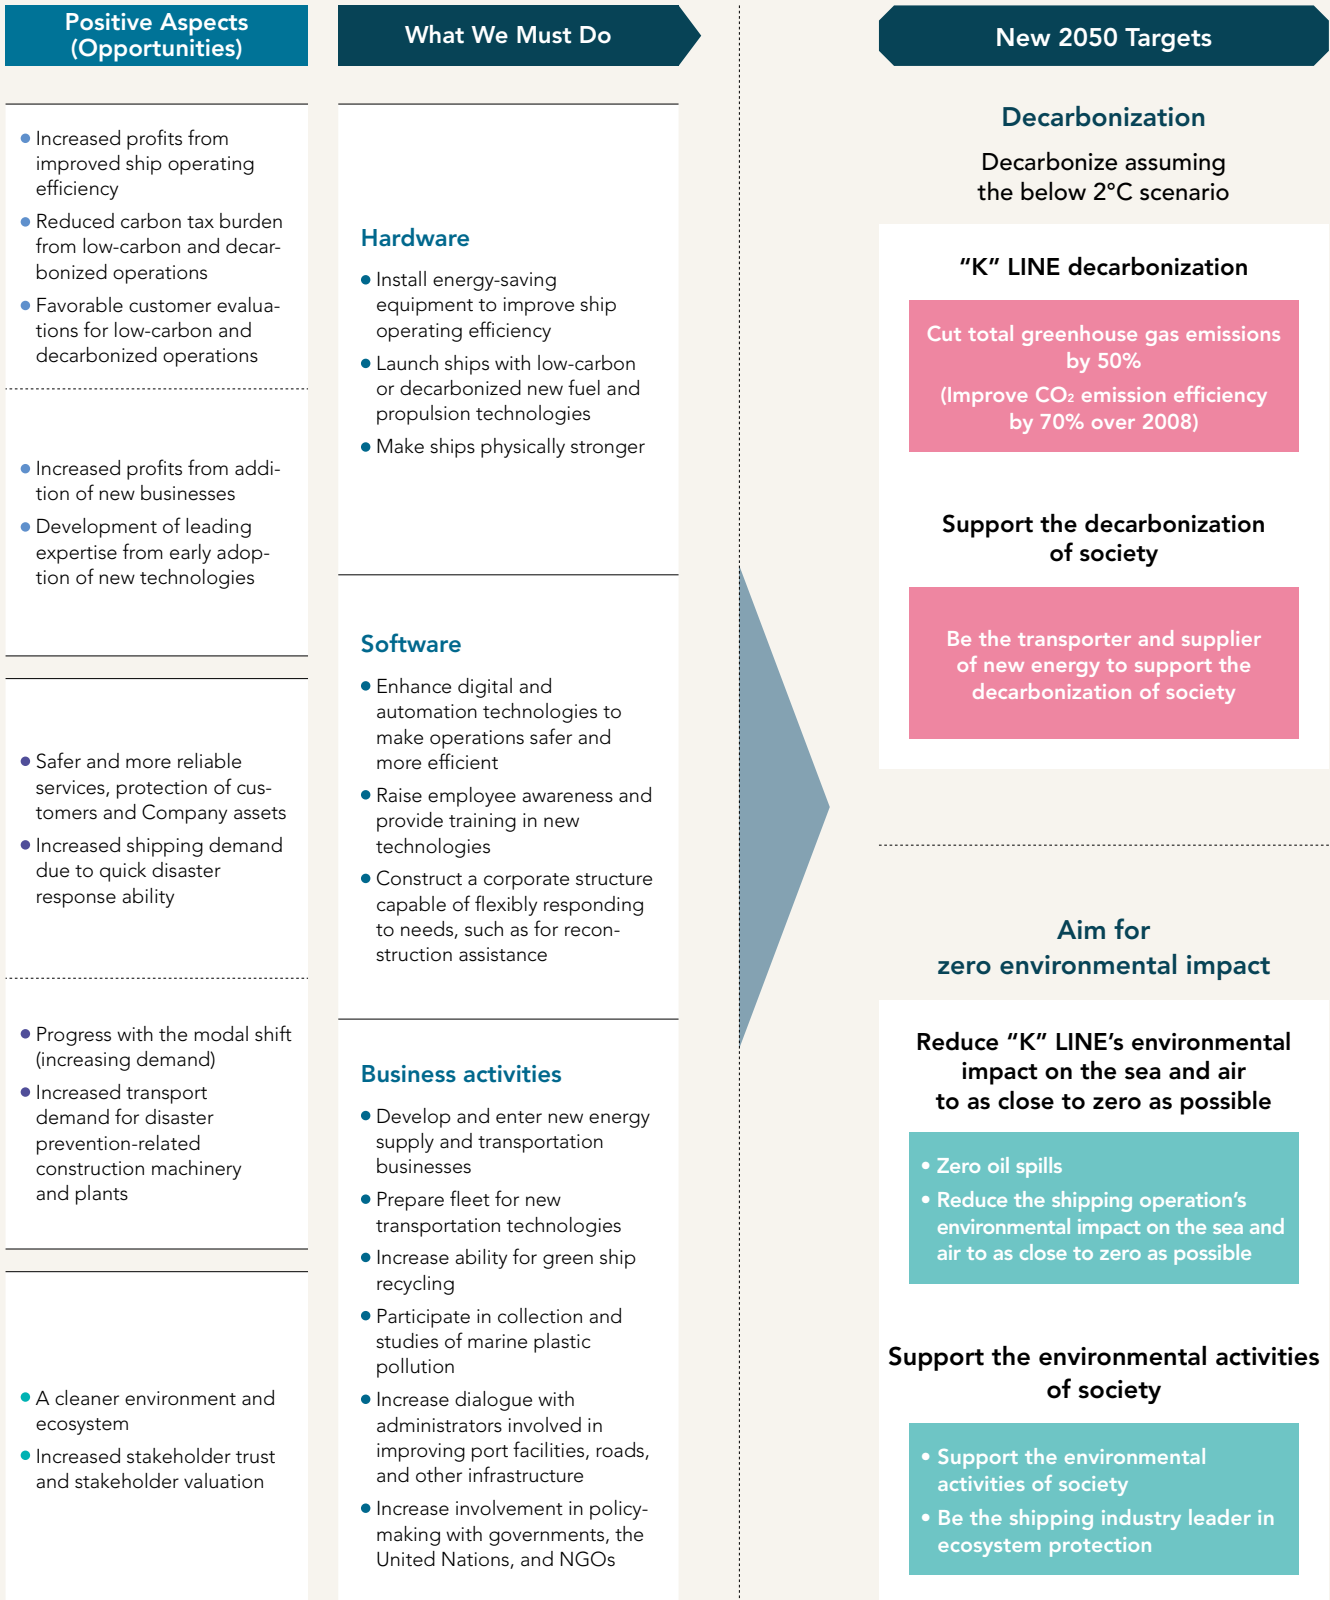 Positive Aspects
(Opportunities)
Increased profits from
improved ship operating
efficiency
Reduced carbon tax burden
from low-carbon and decar-
bonized operations
Favorable customer evalua-
tions for low-carbon and
decarbonized operations
Increased profits from addi-
tion of new businesses
Development of leading
expertise from early adop-
tion of new technologies
Safer and more reliable
services, protection of cus-
tomers and Company assets
Increased shipping demand
due to quick disaster
response ability
Progress with the modal shift
(increasing demand)
Increased transport
demand for disaster
prevention-related
construction machinery
and plants
A cleaner environment and
ecosystem
Increased stakeholder trust
and stakeholder valuation
What We Must Do
Hardware
Install energy-saving
equipment to improve ship
operating efficiency
Launch ships with low-carbon
or decarbonized new fuel and
propulsion technologies
Make ships physically stronger
Software
Enhance digital and
automation technologies to
make operations safer and
more efficient
Raise employee awareness and
provide training in new
technologies
Construct a corporate structure
capable of flexibly responding
to needs, such as for recon-
struction assistance
Business activities
Develop and enter new energy
supply and transportation
businesses
Prepare fleet for new
transportation technologies
Increase ability for green ship
recycling
Participate in collection and
studies of marine plastic
pollution
Increase dialogue with
administrators involved in
improving port facilities, roads,
and other infrastructure
Increase involvement in policy-
making with governments, the
United Nations, and NGOs
New 2050 Targets
Decarbonization
Decarbonize assuming
the below 2°C scenario
“K” LINE decarbonization
Cut total greenhouse gas emissions
by 50%
(Improve CO₂ emission efficiency
by 70% over 2008)
Support the decarbonization
of society
Be the transporter and supplier
of new energy to support the
decarbonization of society
Aim for
zero environmental impact
Reduce “K” LINE’s environmental
impact on the sea and air
to as close to zero as possible
• Zero oil spills
• Reduce the shipping operation’s
environmental impact on the sea and
air to as close to zero as possible
Support the environmental activities
of society
• Support the environmental
activities of society
• Be the shipping industry leader in
ecosystem protection